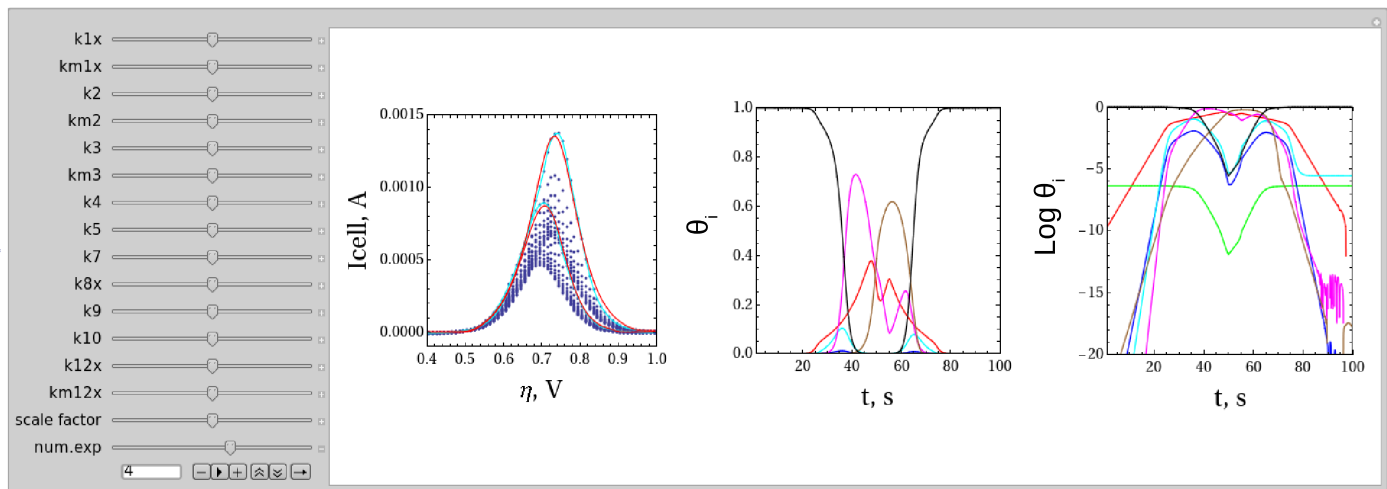 k1x
km1x
k2
km2
k3
km3
k4
k5
k7
k8x
k9
k10
k12x
km12x
scale factor
num.exp
4
Icell, A
0.0015
0.0010
0.0005
0.0000
0.4 0.5 0.6 0.7 0.8 0.9 1.0
η, V
θi
1.0
0.8
0.6
0.4
0.2
0.0
20 40 60 80 100
t, s
Log θi
0
-5
-10
-15
-20
20 40 60 80 100
t, s